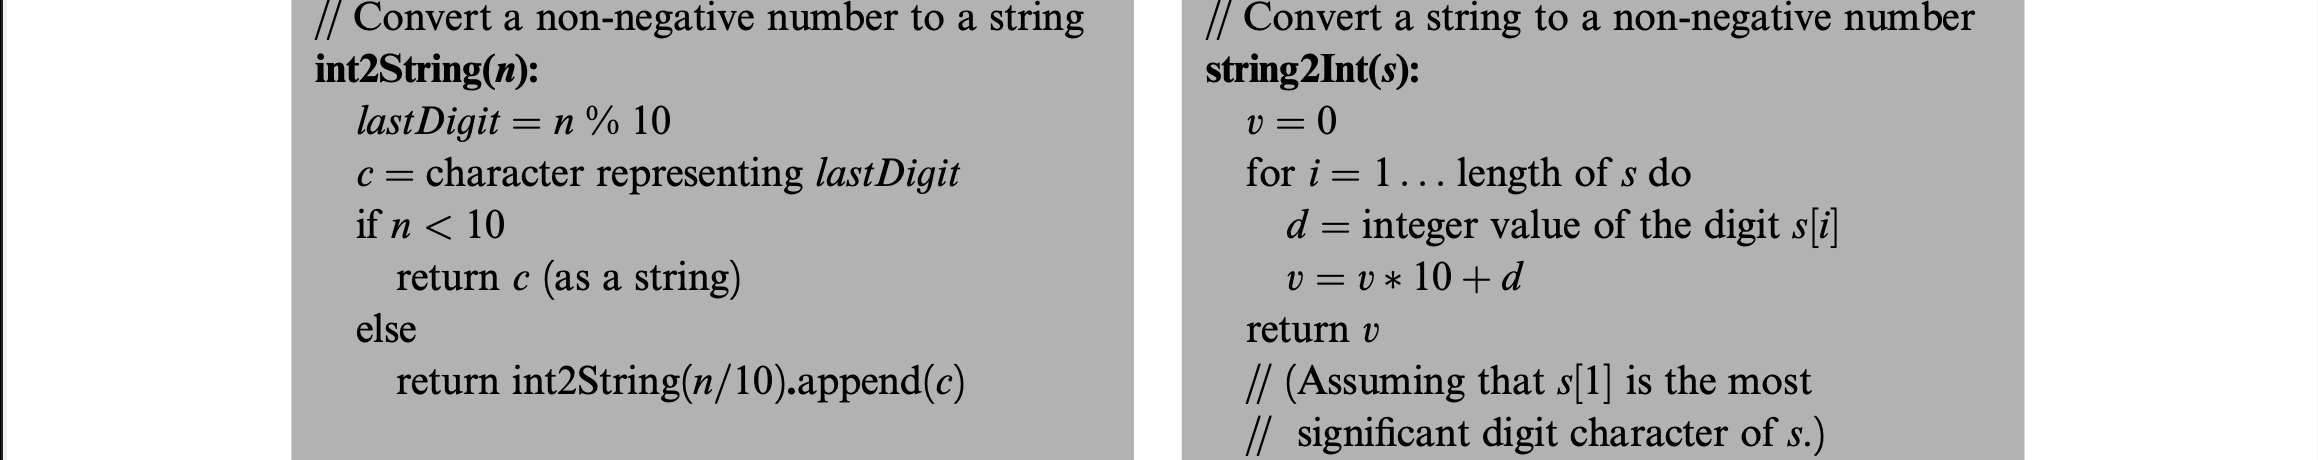 // Convert a non-negative number to a string
int2String(n):
lastDigit = n % 10
c = character representing lastDigit
if n < 10
return c (as a string)
else
return int2String(n/10).append(c)
// Convert a string to a non-negative number
string2Int(s):
v = 0
for i = 1 . . . length of s do
d = integer value of the digit s[i]
v = v ∗ 10 + d
return v
// (Assuming that s[1] is the most
// significant digit character of s.)